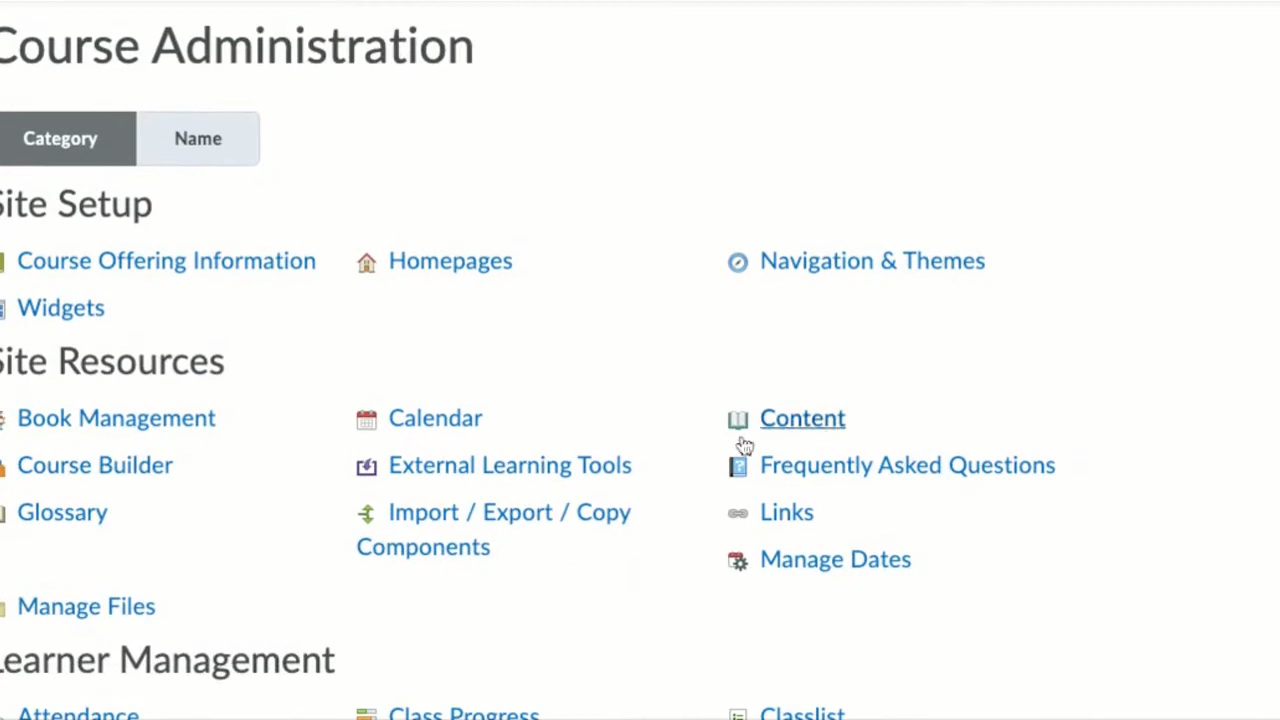 Course Administration
Category Name
Site Setup
Course Offering Information Homepages Navigation & Themes
Widgets
Site Resources
Book Management Calendar Content
Course Builder External Learning Tools Frequently Asked Questions
Glossary Import / Export / Copy Links
Components
Manage Dates
Manage Files
Learner Management
Attendance Class Progress Classlist